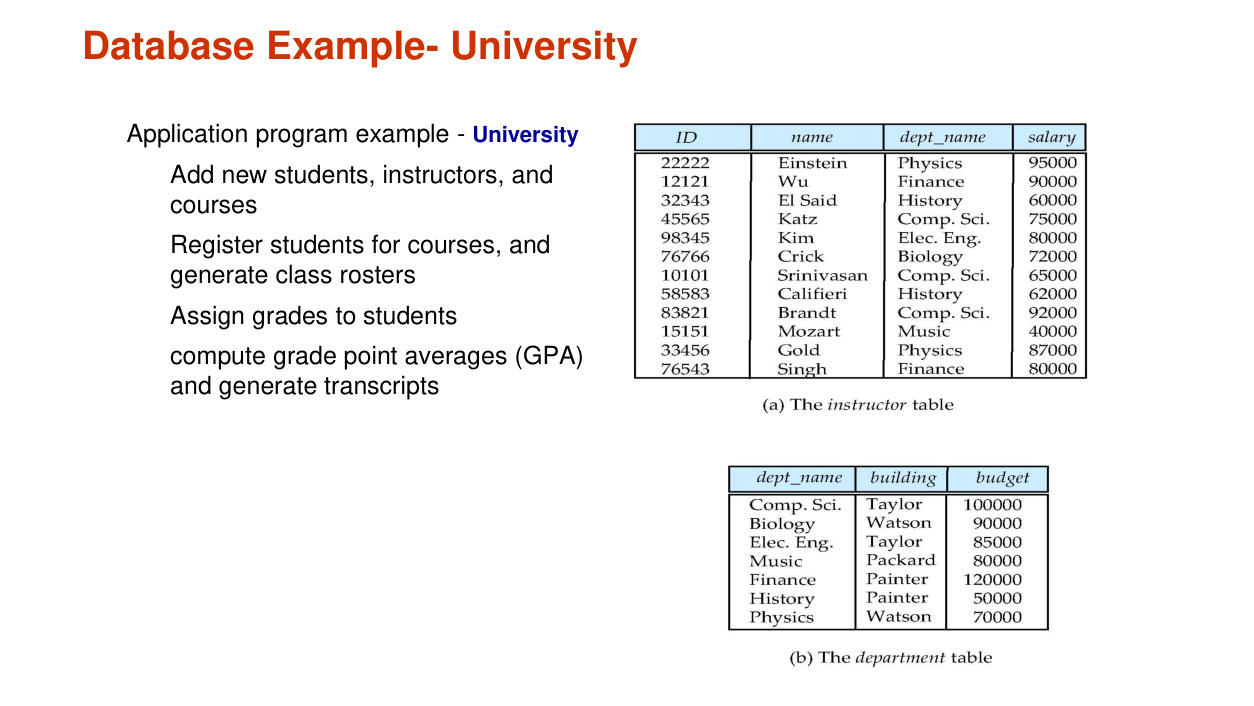 Database Example- University
Application program example - University
Add new students, instructors, and
courses
Register students for courses, and
generate class rosters
Assign grades to students
compute grade point averages (GPA)
and generate transcripts
ID name dept_name salary
22222 Einstein Physics 95000
12121 Wu Finance 90000
32343 El Said History 60000
45565 Katz Comp. Sci. 75000
98345 Kim Elec. Eng. 80000
76766 Crick Biology 72000
10101 Srinivasan Comp. Sci. 65000
58583 Califieri History 62000
83821 Brandt Comp. Sci. 92000
15151 Mozart Music 40000
33456 Gold Physics 87000
76543 Singh Finance 80000
(a) The instructor table
dept_name building budget
Comp. Sci. Taylor 100000
Biology Watson 90000
Elec. Eng. Taylor 85000
Music Packard 80000
Finance Painter 120000
History Painter 50000
Physics Watson 70000
(b) The department table